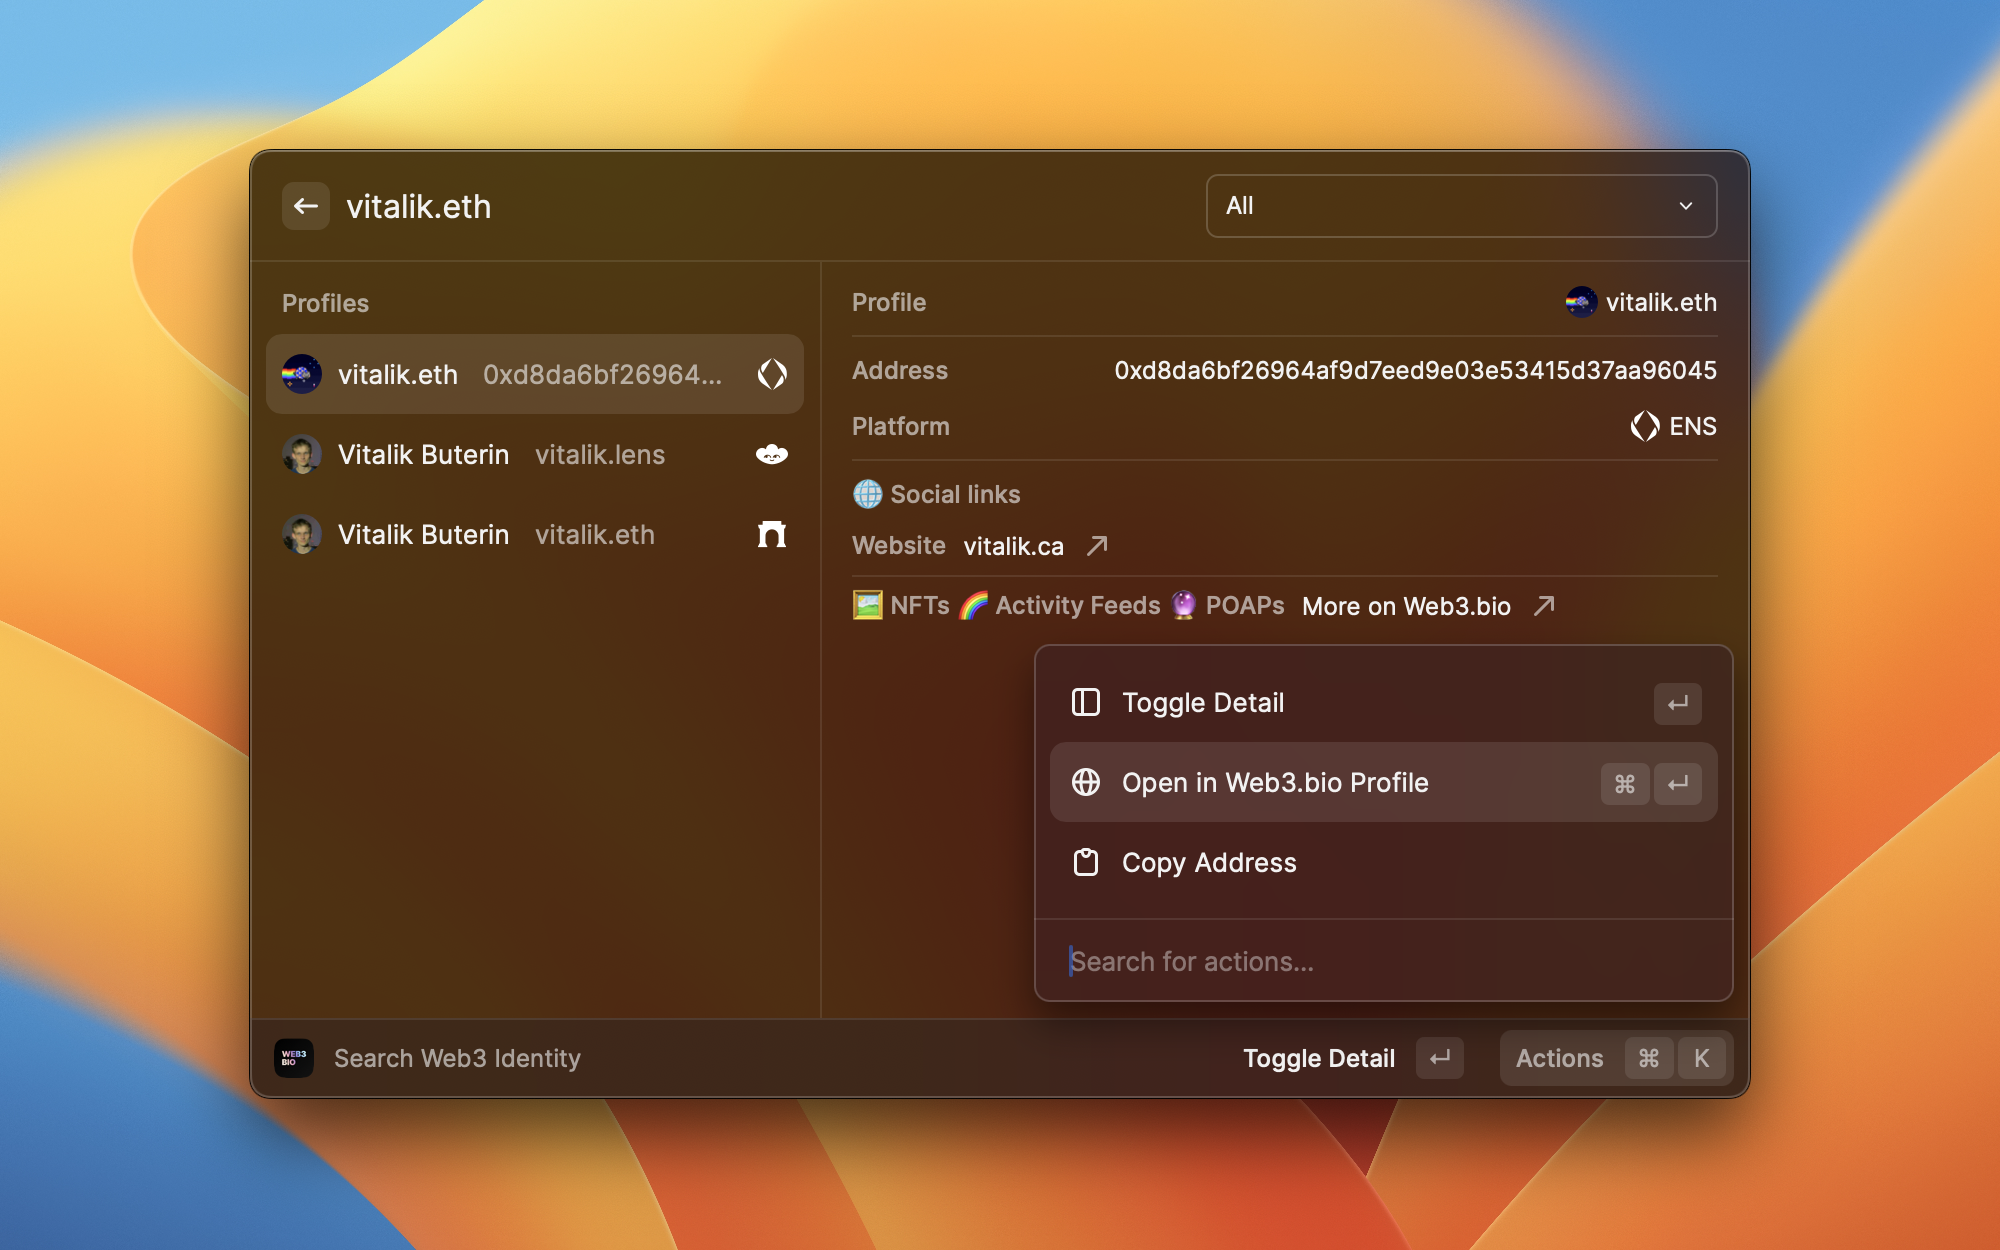 vitalik.eth
All
Profiles
vitalik.eth 0xd8da6bf26964...
Vitalik Buterin vitalik.lens
Vitalik Buterin vitalik.eth
Profile vitalik.eth
Address 0xd8da6bf26964af9d7eed9e03e53415d37aa96045
Platform ENS
Social links
Website vitalik.ca
NFTs Activity Feeds POAPs More on Web3.bio
Toggle Detail
Open in Web3.bio Profile ⌘
Copy Address
Search for actions...
WEB3
BIO
Search Web3 Identity
Toggle Detail
Actions ⌘ K